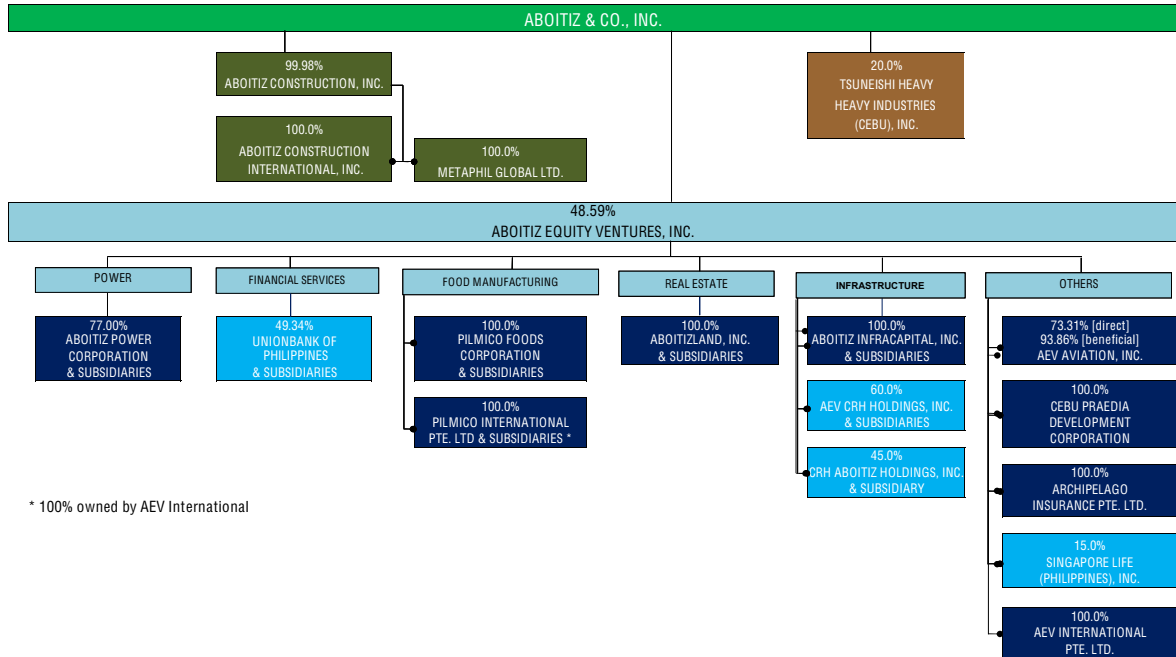 ABOITIZ & CO., INC.
99.98%
ABOITIZ CONSTRUCTION, INC.
100.0%
ABOITIZ CONSTRUCTION
INTERNATIONAL, INC.
100.0%
METAPHIL GLOBAL LTD.
20.0%
TSUNEISHI HEAVY
HEAVY INDUSTRIES
(CEBU), INC.
48.59%
ABOITIZ EQUITY VENTURES, INC.
POWER
77.00%
ABOITIZ POWER
CORPORATION
& SUBSIDIARIES
FINANCIAL SERVICES
49.34%
UNIONBANK OF
PHILIPPINES
& SUBSIDIARIES
FOOD MANUFACTURING
100.0%
PILMICO FOODS
CORPORATION
& SUBSIDIARIES
100.0%
PILMICO INTERNATIONAL
PTE. LTD & SUBSIDIARIES *
REAL ESTATE
100.0%
ABOITIZLAND, INC.
& SUBSIDIARIES
INFRASTRUCTURE
100.0%
ABOITIZ INFRACAPITAL, INC.
& SUBSIDIARIES
60.0%
AEV CRH HOLDINGS, INC.
& SUBSIDIARIES
45.0%
CRH ABOITIZ HOLDINGS, INC.
& SUBSIDIARY
OTHERS
73.31% [direct]
93.86% [beneficial]
AEV AVIATION, INC.
100.0%
CEBU PRAEDIA
DEVELOPMENT
CORPORATION
100.0%
ARCHIPELAGO
INSURANCE PTE. LTD.
15.0%
SINGAPORE LIFE
(PHILIPPINES), INC.
100.0%
AEV INTERNATIONAL
PTE. LTD.
* 100% owned by AEV International